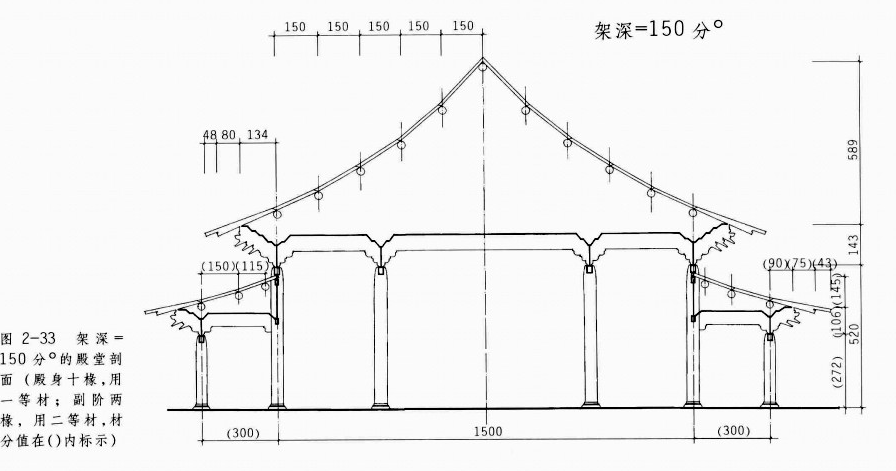 150 150 150 150 150
架深=150 分°
48 80 134
589
143
(150)(115)
(90)(75)(43)
(145)
(106)
520
(272)
图 2-33 架深=
150 分°的殿堂剖
面 (殿身十椽,用
一等材; 副阶两
椽, 用二等材,材
分值在()内标示)
(300) 1500 (300)